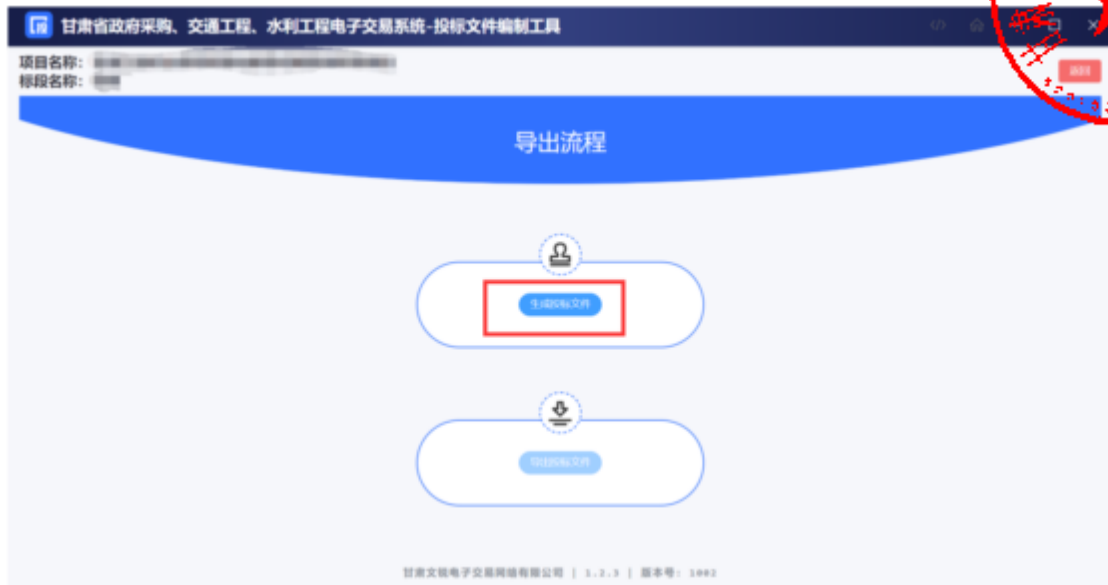 甘肃省政府采购、交通工程、水利工程电子交易系统-投标文件编制工具
项目名称：
标段名称：
返回
导出流程
生成投标文件
导出投标文件
甘肃文锐电子交易网络有限公司 | 1.2.3 | 版本号: 1002